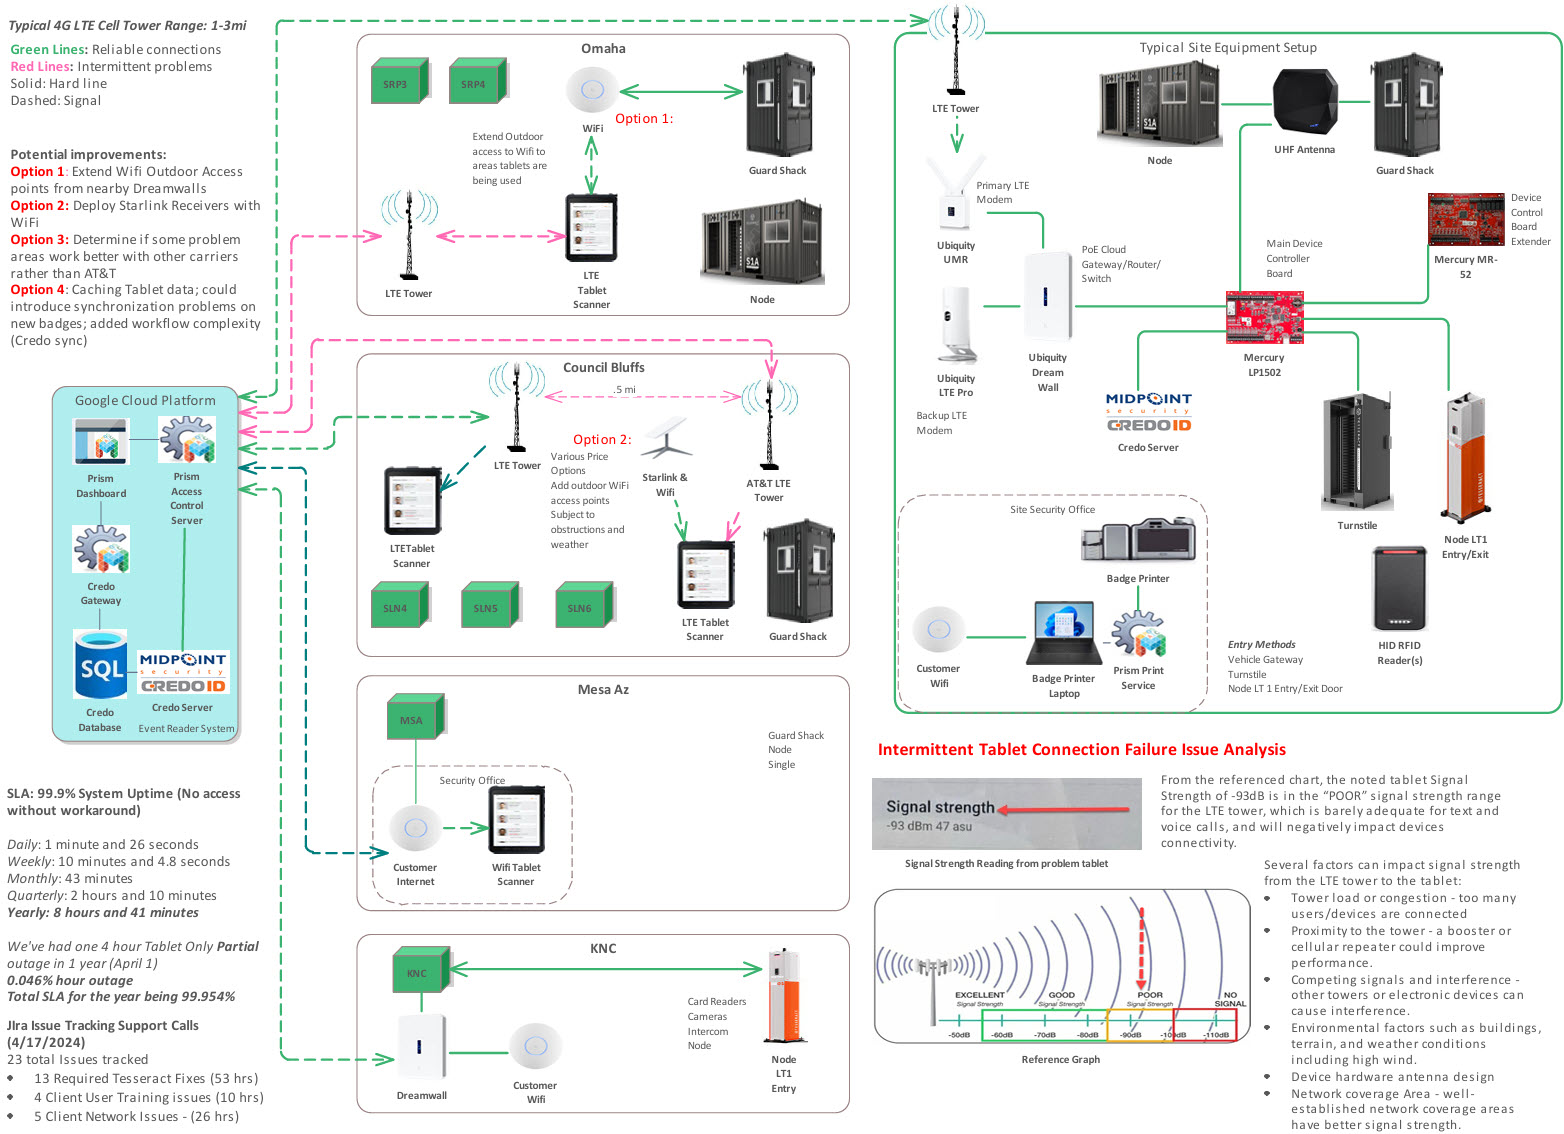 Typical 4G LTE Cell Tower Range: 1-3mi
Green Lines: Reliable connections
Red Lines: Intermittent problems
Solid: Hard line
Dashed: Signal
Potential improvements:
Option 1: Extend Wifi Outdoor Access
points from nearby Dreamwalls
Option 2: Deploy Starlink Receivers with
WiFi
Option 3: Determine if some problem
areas work better with other carriers
rather than AT&T
Option 4: Caching Tablet data; could
introduce synchronization problems on
new badges; added workflow complexity
(Credo sync)
Google Cloud Platform
Prism
Dashboard
Prism
Access
Control
Server
Credo
Gateway
SQL
MIDPOINT
security
CREDOID
Credo
Database
Credo Server
Event Reader System
SLA: 99.9% System Uptime (No access
without workaround)
Daily: 1 minute and 26 seconds
Weekly: 10 minutes and 4.8 seconds
Monthly: 43 minutes
Quarterly: 2 hours and 10 minutes
Yearly: 8 hours and 41 minutes
We've had one 4 hour Tablet Only Partial
outage in 1 year (April 1)
0.046% hour outage
Total SLA for the year being 99.954%
JIra Issue Tracking Support Calls
(4/17/2024)
23 total Issues tracked
• 13 Required Tesseract Fixes (53 hrs)
• 4 Client User Training issues (10 hrs)
• 5 Client Network Issues - (26 hrs)
Omaha
SRP3
SRP4
WiFi
Option 1:
Extend Outdoor
access to Wifi to
areas tablets are
being used
Guard Shack
LTE Tower
LTE
Tablet
Scanner
S1A
Node
Council Bluffs
.5 mi
LTE Tower
Option 2:
Various Price
Options
Add outdoor WiFi
access points
Subject to
obstructions and
weather
Starlink &
Wifi
AT&T LTE
Tower
LTETablet
Scanner
SLN4
SLN5
SLN6
LTE Tablet
Scanner
Guard Shack
Mesa Az
MSA
Guard Shack
Node
Single
Security Office
Customer
Internet
Wifi Tablet
Scanner
KNC
KNC
Card Readers
Cameras
Intercom
Node
Dreamwall
Customer
Wifi
Node
LT1
Entry
Typical Site Equipment Setup
LTE Tower
S1A
Node
UHF Antenna
Guard Shack
Primary LTE
Modem
Ubiquity
UMR
PoE Cloud
Gateway/Router/
Switch
Main Device
Controller
Board
Device
Control
Board
Extender
Mercury MR-
52
Ubiquity
LTE Pro
Backup LTE
Modem
Ubiquity
Dream
Wall
Mercury
LP1502
MIDPOINT
security
CREDOID
Credo Server
Turnstile
TESSERACT
Node LT1
Entry/Exit
Site Security Office
Badge Printer
Customer
Wifi
Badge Printer
Laptop
Prism Print
Service
HID RFID
Reader(s)
Entry Methods
Vehicle Gateway
Turnstile
Node LT 1 Entry/Exit Door
Intermittent Tablet Connection Failure Issue Analysis
Signal strength
-93 dBm 47 asu
Signal Strength Reading from problem tablet
From the referenced chart, the noted tablet Signal
Strength of -93dB is in the “POOR” signal strength range
for the LTE tower, which is barely adequate for text and
voice calls, and will negatively impact devices
connectivity.
EXCELLENT
Signal Strength
GOOD
Signal Strength
POOR
Signal Strength
NO
SIGNAL
-50dB
-60dB
-70dB
-80dB
-90dB
-100dB
-110dB
Reference Graph
Several factors can impact signal strength
from the LTE tower to the tablet:
• Tower load or congestion - too many
users/devices are connected
• Proximity to the tower - a booster or
cellular repeater could improve
performance.
• Competing signals and interference -
other towers or electronic devices can
cause interference.
• Environmental factors such as buildings,
terrain, and weather conditions
including high wind.
• Device hardware antenna design
• Network coverage Area - well-
established network coverage areas
have better signal strength.